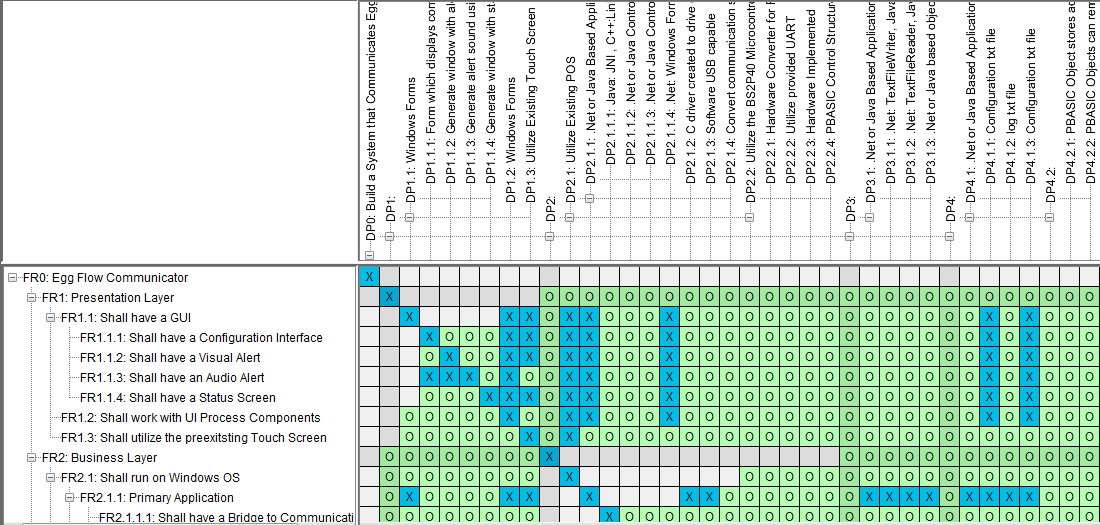 DP0: Build a System that Communicates Egg
DP1:
DP1.1: Windows Forms
DP1.1.1: Form which displays con
DP1.1.2: Generate window with al
DP1.1.3: Generate alert sound usi
DP1.1.4: Generate window with st
DP1.2: Windows Forms
DP1.3: Utilize Existing Touch Screen
DP2:
DP2.1: Utilize Existing POS
DP2.1.1: .Net or Java Based Appli
DP2.1.1.1: Java: JNI , C++:Lin
DP2.1.1.2: .Net or Java Control
DP2.1.1.3: .Net or Java Contro
DP2.1.1.4: .Net: Windows Form
DP2.1.2: C driver created to drive
DP2.1.3: Software USB capable
DP2.1.4: Convert communication s
DP2.2: Utilize the BS2P40 Microcontr
DP2.2.1: Hardware Converter for
DP2.2.2: Utilize provided UART
DP2.2.3: Hardware Implemented
DP2.2.4: PBASIC Control Structur
DP3:
DP3.1: .Net or Java Based Application
DP3.1.1: .Net: TextFileWriter, Java
DP3.1.2: .Net: TextFileReader, Jav
DP3.1.3: .Net or Java based objec
DP4:
DP4.1: .Net or Java Based Application
DP4.1.1: Configuration txt file
DP4.1.2: log txt file
DP4.1.3: Configuration txt file
DP4.2:
DP4.2.1: PBASIC Object stores ac
DP4.2.2: PBASIC Objects can rem
FR0: Egg Flow Communicator X
FR1: Presentation Layer X O O O O O O O O O O O O O O O O O O O O O O O O O O O O
FR1.1: Shall have a GUI X X X O X X O O O X O O O O O O O O O O O O O O O X O X O O O
FR1.1.1: Shall have a Configuration Interface X O O O X X O X X O O O X O O O O O O O O O O O O O O O X O X O O O
FR1.1.2: Shall have a Visual Alert O X O O X X O X X O O O X O O O O O O O O O O O O O O O X O X O O O
FR1.1.3: Shall have an Audio Alert X X X O X O O X X O O O X O O O O O O O O O O O O O O O X O X O O O
FR1.1.4: Shall have a Status Screen O O O X X X O X X O O O X O O O O O O O O O O O O O O O X O X O O O
FR1.2: Shall work with UI Process Components O O O O O X O O X X O O O X O O O O O O O O O O O O O O O X O X O O O
FR1.3: Shall utilize the preexitsting Touch Screen O O O O O O X O X O O O O O O O O O O O O O O O O O O O O O O O O O O
FR2: Business Layer O O O O O O O O X O O O O O O O O O O O O O
FR2.1: Shall run on Windows OS O O O O O O O O X O O O O O O O O O O O O O O O O O O
FR2.1.1: Primary Application O X O O O O X X X X X O O O O O O O X X X X O X X X X O O O
FR2.1.1.1: Shall have a Bridge to Communicati O O O O O O O O X O O O O O O O O O O O O O O O O O O O O O O O O